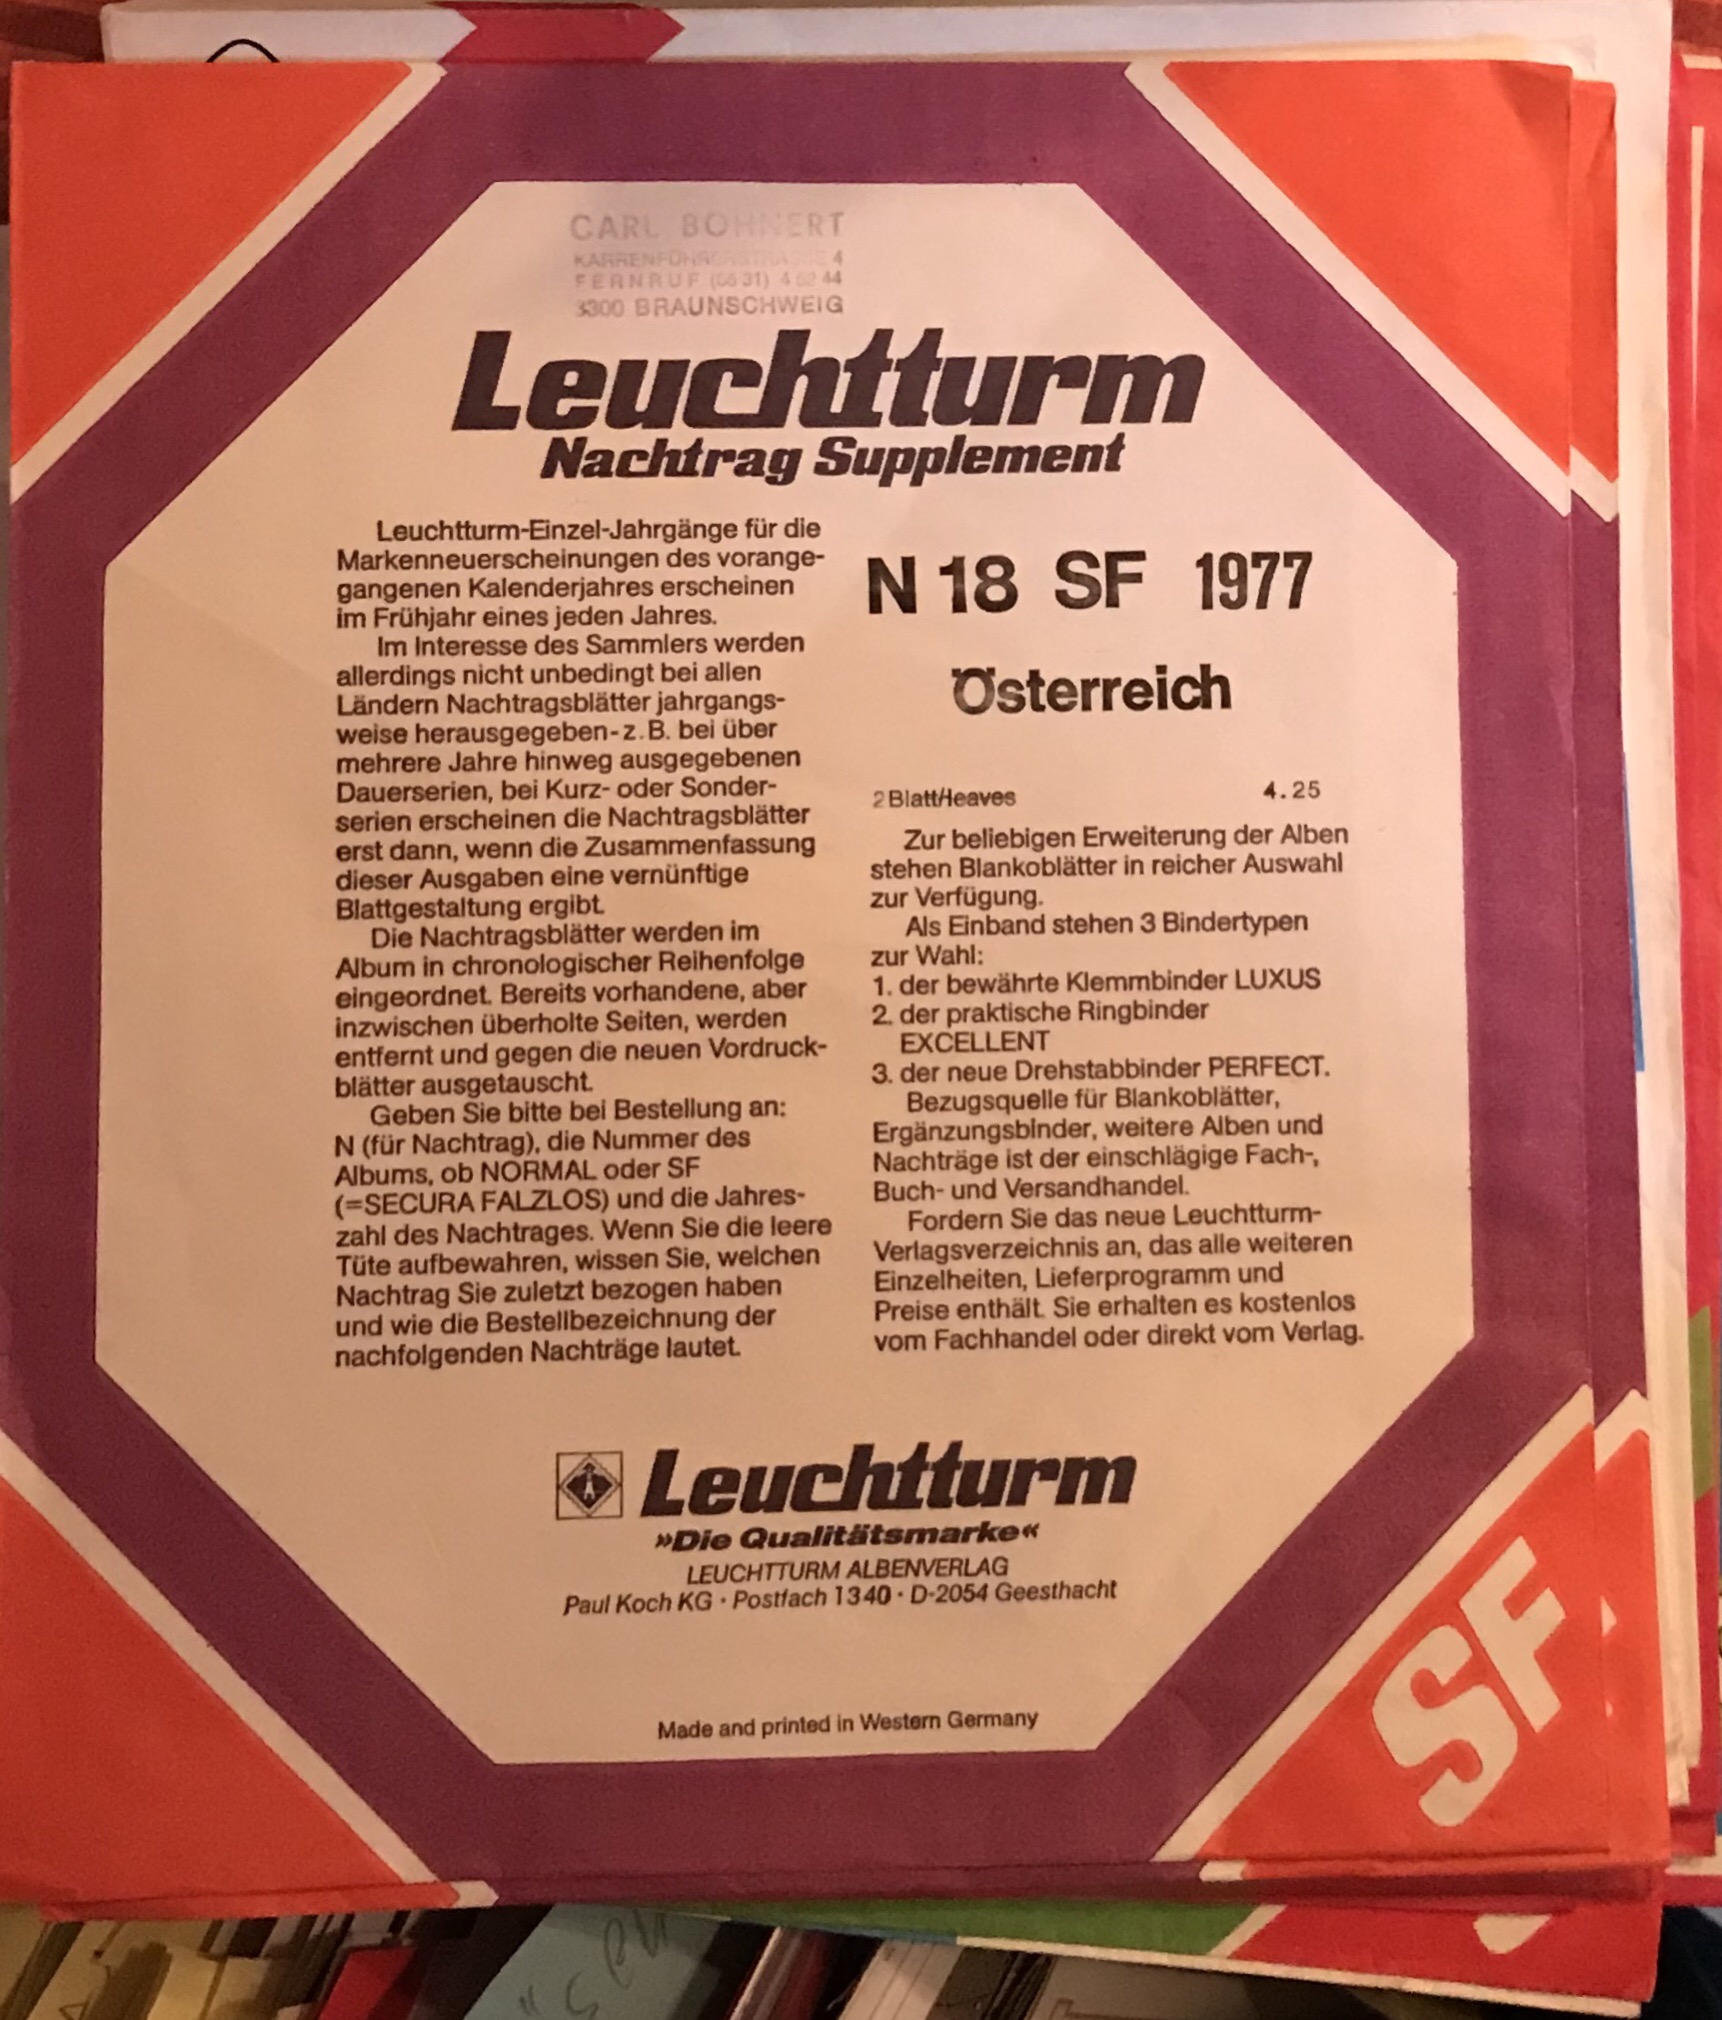 CARL BOHNERT
KARRENFÜHRERSTRASSE 4
FERNRUF (05 31) 4 62 44
3300 BRAUNSCHWEIG
Leuchtturm
Nachtrag Supplement
Leuchtturm-Einzel-Jahrgänge für die
Markenneuerscheinungen des vorange-
gangenen Kalenderjahres erscheinen
im Frühjahr eines jeden Jahres.
Im Interesse des Sammlers werden
allerdings nicht unbedingt bei allen
Ländern Nachtragsblätter jahrgangs-
weise herausgegeben-z.B. bei über
mehrere Jahre hinweg ausgegebenen
Dauerserien, bei Kurz- oder Sonder-
serien erscheinen die Nachtragsblätter
erst dann, wenn die Zusammenfassung
dieser Ausgaben eine vernünftige
Blattgestaltung ergibt.
Die Nachtragsblätter werden im
Album in chronologischer Reihenfolge
eingeordnet. Bereits vorhandene, aber
inzwischen überholte Seiten, werden
entfernt und gegen die neuen Vordruck-
blätter ausgetauscht.
Geben Sie bitte bei Bestellung an:
N (für Nachtrag), die Nummer des
Albums, ob NORMAL oder SF
(=SECURA FALZLOS) und die Jahres-
zahl des Nachtrages. Wenn Sie die leere
Tüte aufbewahren, wissen Sie, welchen
Nachtrag Sie zuletzt bezogen haben
und wie die Bestellbezeichnung der
nachfolgenden Nachträge lautet.
N 18 SF 1977
Österreich
2 Blatt/leaves 4.25
Zur beliebigen Erweiterung der Alben
stehen Blankoblätter in reicher Auswahl
zur Verfügung.
Als Einband stehen 3 Bindertypen
zur Wahl:
1. der bewährte Klemmbinder LUXUS
2. der praktische Ringbinder
EXCELLENT
3. der neue Drehstabbinder PERFECT.
Bezugsquelle für Blankoblätter,
Ergänzungsbinder, weitere Alben und
Nachträge ist der einschlägige Fach-,
Buch- und Versandhandel.
Fordern Sie das neue Leuchtturm-
Verlagsverzeichnis an, das alle weiteren
Einzelheiten, Lieferprogramm und
Preise enthält. Sie erhalten es kostenlos
vom Fachhandel oder direkt vom Verlag.
Leuchtturm
»Die Qualitätsmarke«
LEUCHTTURM ALBENVERLAG
Paul Koch KG · Postfach 1340 · D-2054 Geesthacht
Made and printed in Western Germany
SF